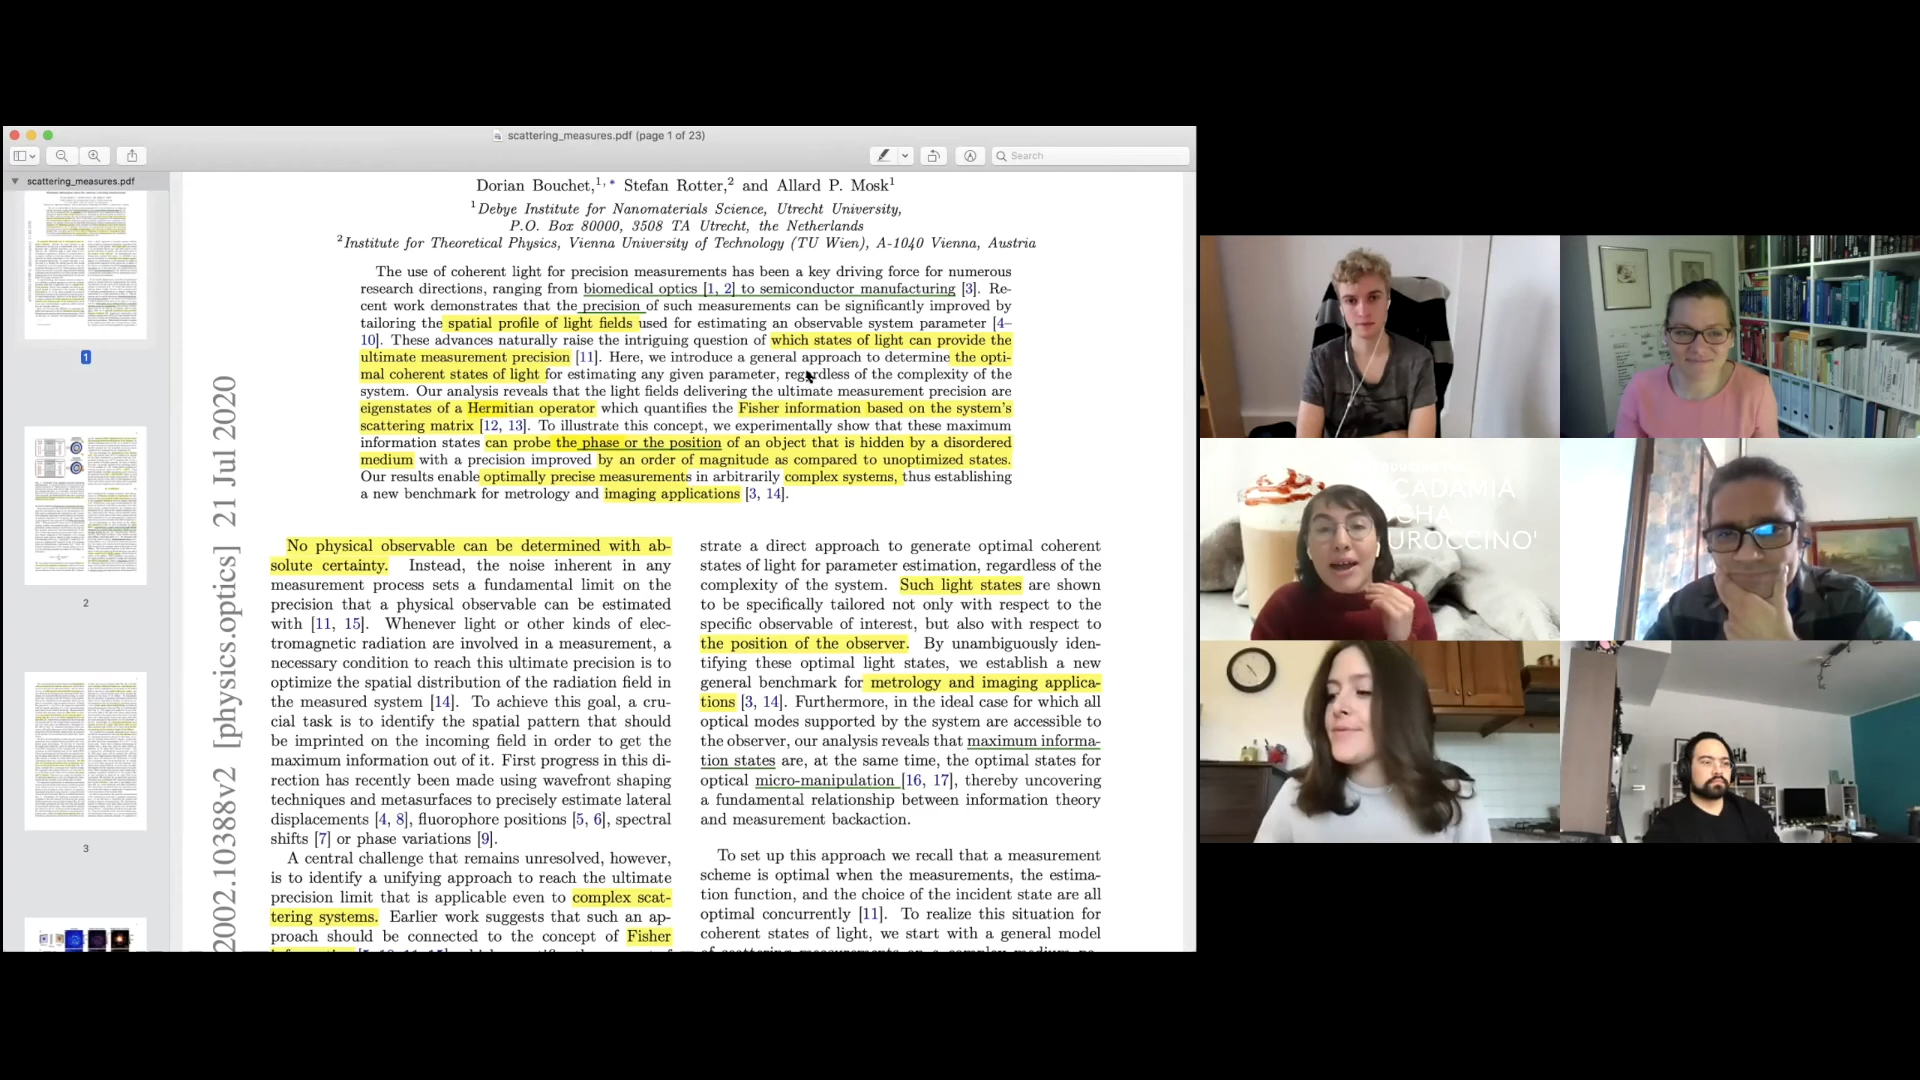 scattering_measures.pdf (page 1 of 23)
Search
scattering_measures.pdf
1
2
3
2002.10388v2 [physics.optics] 21 Jul 2020
Dorian Bouchet,1, * Stefan Rotter,2 and Allard P. Mosk1
1Debye Institute for Nanomaterials Science, Utrecht University,
P.O. Box 80000, 3508 TA Utrecht, the Netherlands
2Institute for Theoretical Physics, Vienna University of Technology (TU Wien), A-1040 Vienna, Austria
The use of coherent light for precision measurements has been a key driving force for numerous
research directions, ranging from biomedical optics [1, 2] to semiconductor manufacturing [3]. Re-
cent work demonstrates that the precision of such measurements can be significantly improved by
tailoring the spatial profile of light fields used for estimating an observable system parameter [4–
10]. These advances naturally raise the intriguing question of which states of light can provide the
ultimate measurement precision [11]. Here, we introduce a general approach to determine the opti-
mal coherent states of light for estimating any given parameter, regardless of the complexity of the
system. Our analysis reveals that the light fields delivering the ultimate measurement precision are
eigenstates of a Hermitian operator which quantifies the Fisher information based on the system's
scattering matrix [12, 13]. To illustrate this concept, we experimentally show that these maximum
information states can probe the phase or the position of an object that is hidden by a disordered
medium with a precision improved by an order of magnitude as compared to unoptimized states.
Our results enable optimally precise measurements in arbitrarily complex systems, thus establishing
a new benchmark for metrology and imaging applications [3, 14].
No physical observable can be determined with ab-
solute certainty. Instead, the noise inherent in any
measurement process sets a fundamental limit on the
precision that a physical observable can be estimated
with [11, 15]. Whenever light or other kinds of elec-
tromagnetic radiation are involved in a measurement, a
necessary condition to reach this ultimate precision is to
optimize the spatial distribution of the radiation field in
the measured system [14]. To achieve this goal, a cru-
cial task is to identify the spatial pattern that should
be imprinted on the incoming field in order to get the
maximum information out of it. First progress in this di-
rection has recently been made using wavefront shaping
techniques and metasurfaces to precisely estimate lateral
displacements [4, 8], fluorophore positions [5, 6], spectral
shifts [7] or phase variations [9].
A central challenge that remains unresolved, however,
is to identify a unifying approach to reach the ultimate
precision limit that is applicable even to complex scat-
tering systems. Earlier work suggests that such an ap-
proach should be connected to the concept of Fisher
strate a direct approach to generate optimal coherent
states of light for parameter estimation, regardless of the
complexity of the system. Such light states are shown
to be specifically tailored not only with respect to the
specific observable of interest, but also with respect to
the position of the observer. By unambiguously iden-
tifying these optimal light states, we establish a new
general benchmark for metrology and imaging applica-
tions [3, 14]. Furthermore, in the ideal case for which all
optical modes supported by the system are accessible to
the observer, our analysis reveals that maximum informa-
tion states are, at the same time, the optimal states for
optical micro-manipulation [16, 17], thereby uncovering
a fundamental relationship between information theory
and measurement backaction.
To set up this approach we recall that a measurement
scheme is optimal when the measurements, the estima-
tion function, and the choice of the incident state are all
optimal concurrently [11]. To realize this situation for
coherent states of light, we start with a general model
CADAMIA
CHA
UROCCINO'